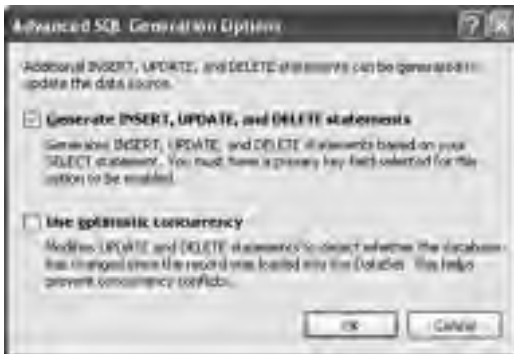 Advanced SQL Generation Options
Additional INSERT, UPDATE, and DELETE statements can be generated to
update the data source.
Generate INSERT, UPDATE, and DELETE statements
Generates INSERT, UPDATE, and DELETE statements based on your
SELECT statement. You must have a primary key field selected for this
option to be enabled.
Use optimistic concurrency
Modifies UPDATE and DELETE statements to detect whether the database
has changed since the record was loaded into the DataSet. This helps
prevent concurrency conflicts.
OK Cancel